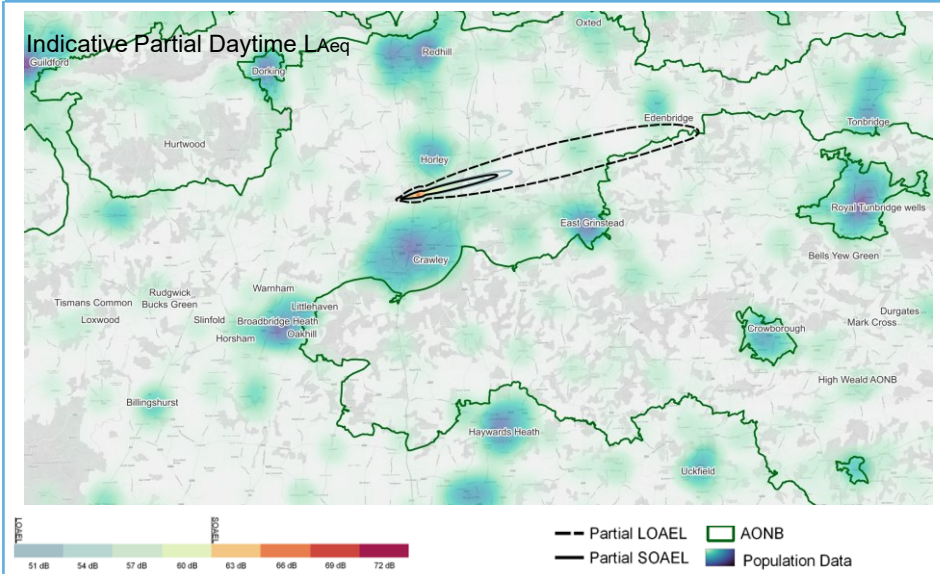 Indicative Partial Daytime LAeq
Oxted
Guildford
Redhill
Dorking
Edenbridge
Tonbridge
Hurtwood
Horley
Royal Tunbridge wells
East Grinstead
Crawley
Bells Yew Green
Warnham
Rudgwick
Tismans Common
Bucks Green
Littlehaven
Loxwood
Slinfold
Broadbridge Heath
Durgates
Mark Cross
Crowborough
Horsham
Oakhill
High Weald AONB
Billingshurst
Haywards Heath
Uckfield
LOAEL
SOAEL
51 dB 54 dB 57 dB 60 dB 63 dB 66 dB 69 dB 72 dB
Partial LOAEL
AONB
Partial SOAEL
Population Data